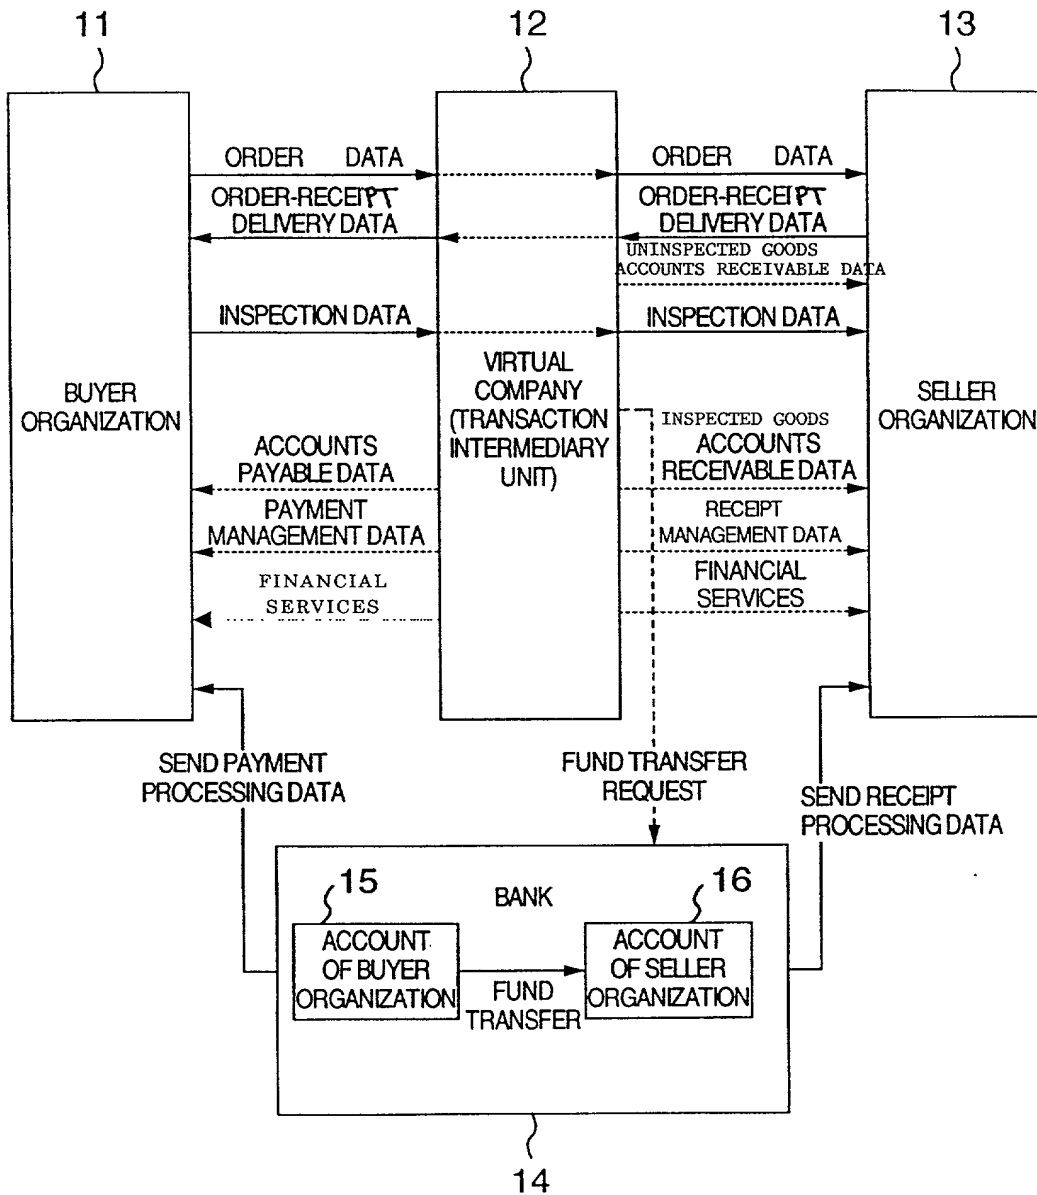 11
12
13
ORDER DATA
ORDER DATA
ORDER-RECEIPT
DELIVERY DATA
ORDER-RECEIPT
DELIVERY DATA
UNINSPECTED GOODS
ACCOUNTS RECEIVABLE DATA
INSPECTION DATA
INSPECTION DATA
BUYER
ORGANIZATION
VIRTUAL
COMPANY
(TRANSACTION
INTERMEDIARY
UNIT)
SELLER
ORGANIZATION
ACCOUNTS
PAYABLE DATA
INSPECTED GOODS
ACCOUNTS
RECEIVABLE DATA
PAYMENT
MANAGEMENT DATA
RECEIPT
MANAGEMENT DATA
FINANCIAL
SERVICES
FINANCIAL
SERVICES
SEND PAYMENT
PROCESSING DATA
FUND TRANSFER
REQUEST
SEND RECEIPT
PROCESSING DATA
15
BANK
16
ACCOUNT
OF BUYER
ORGANIZATION
FUND
TRANSFER
ACCOUNT
OF SELLER
ORGANIZATION
14